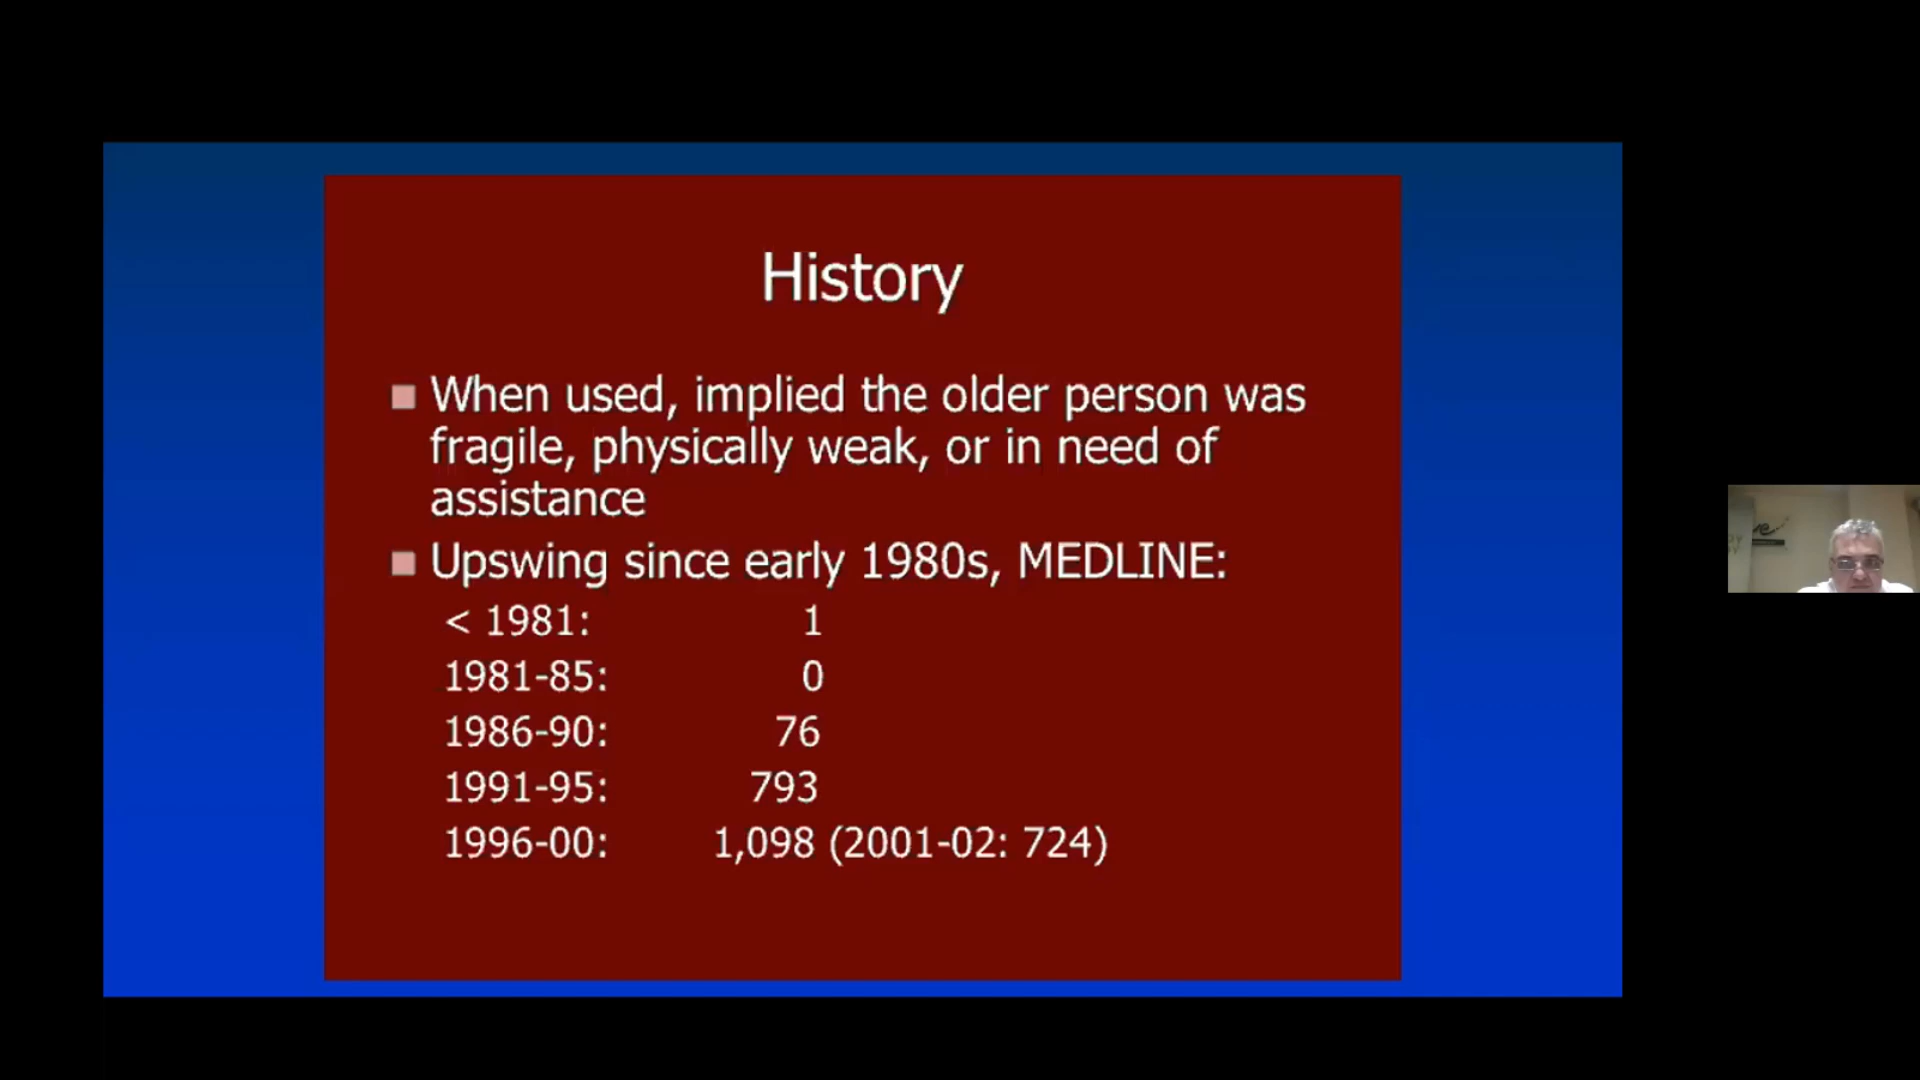 History
■ When used, implied the older person was
fragile, physically weak, or in need of
assistance
■ Upswing since early 1980s, MEDLINE:
< 1981: 1
1981-85: 0
1986-90: 76
1991-95: 793
1996-00: 1,098 (2001-02: 724)